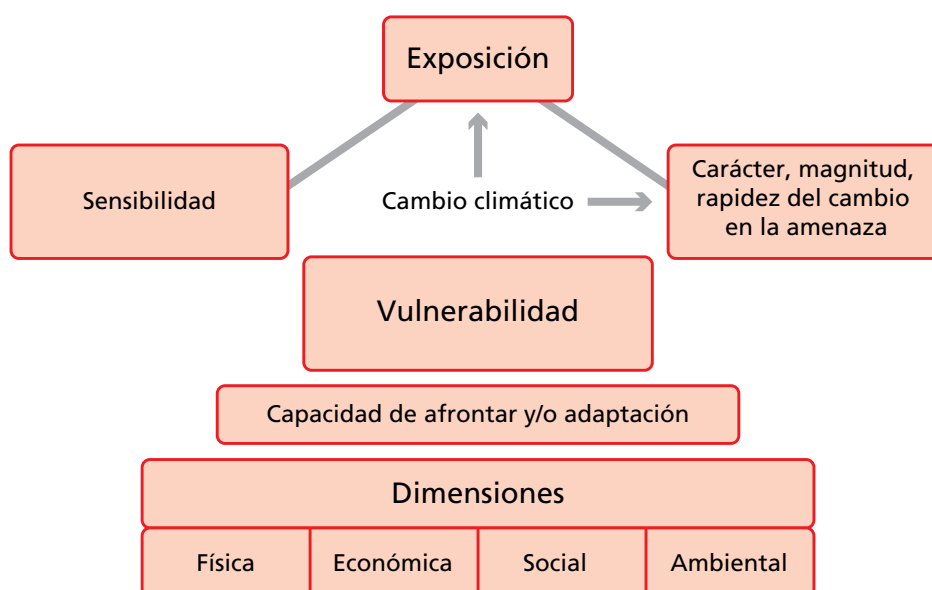 Exposición
Sensibilidad
Cambio climático
Carácter, magnitud,
rapidez del cambio
en la amenaza
Vulnerabilidad
Capacidad de afrontar y/o adaptación
Dimensiones
Física
Económica
Social
Ambiental